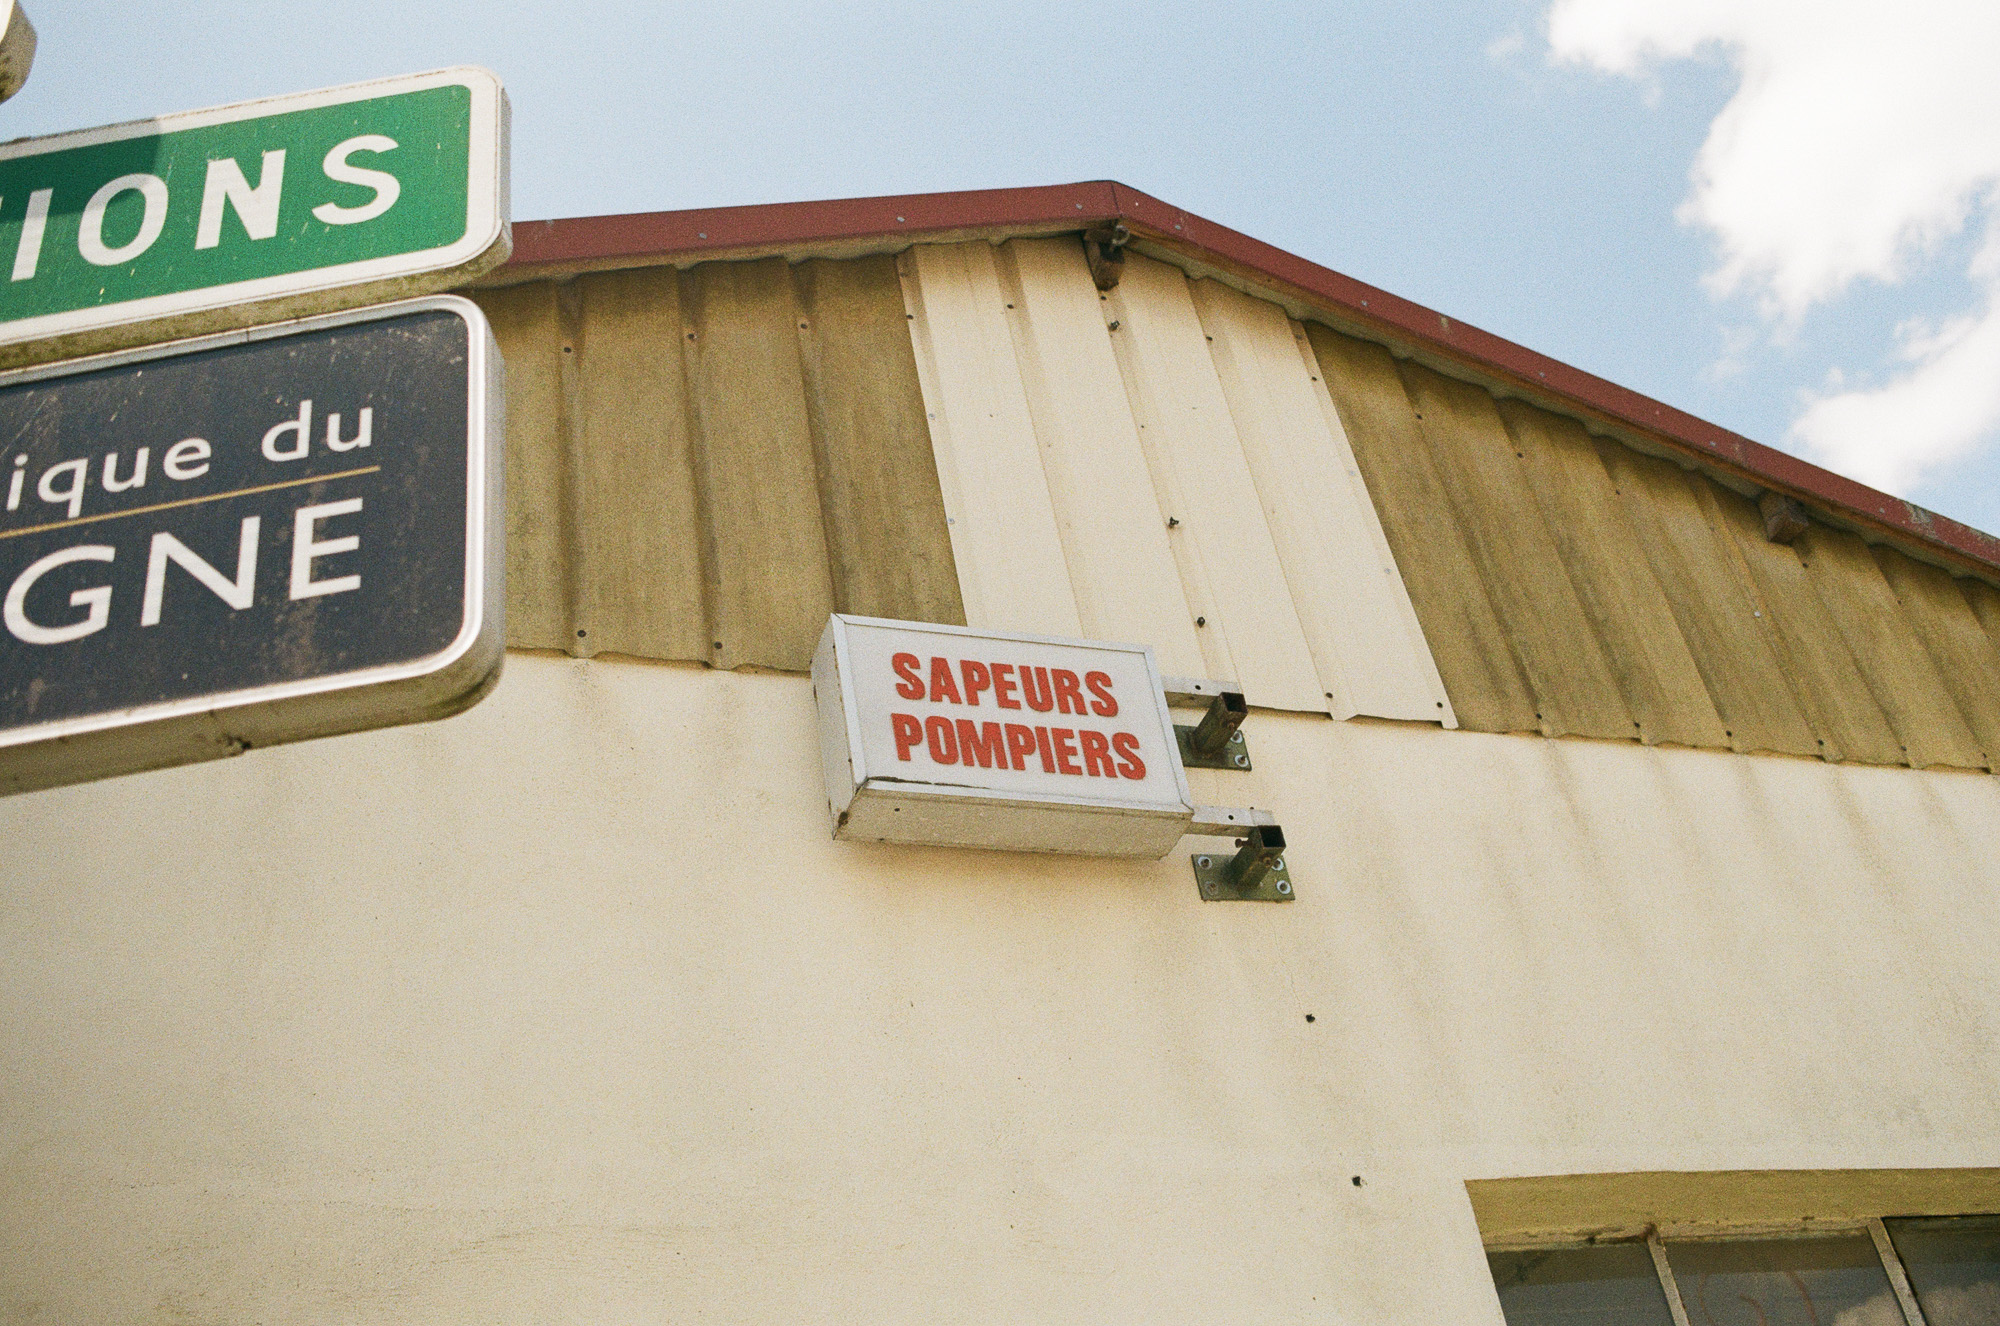 IONS
ique du
GNE
SAPEURS
POMPIERS